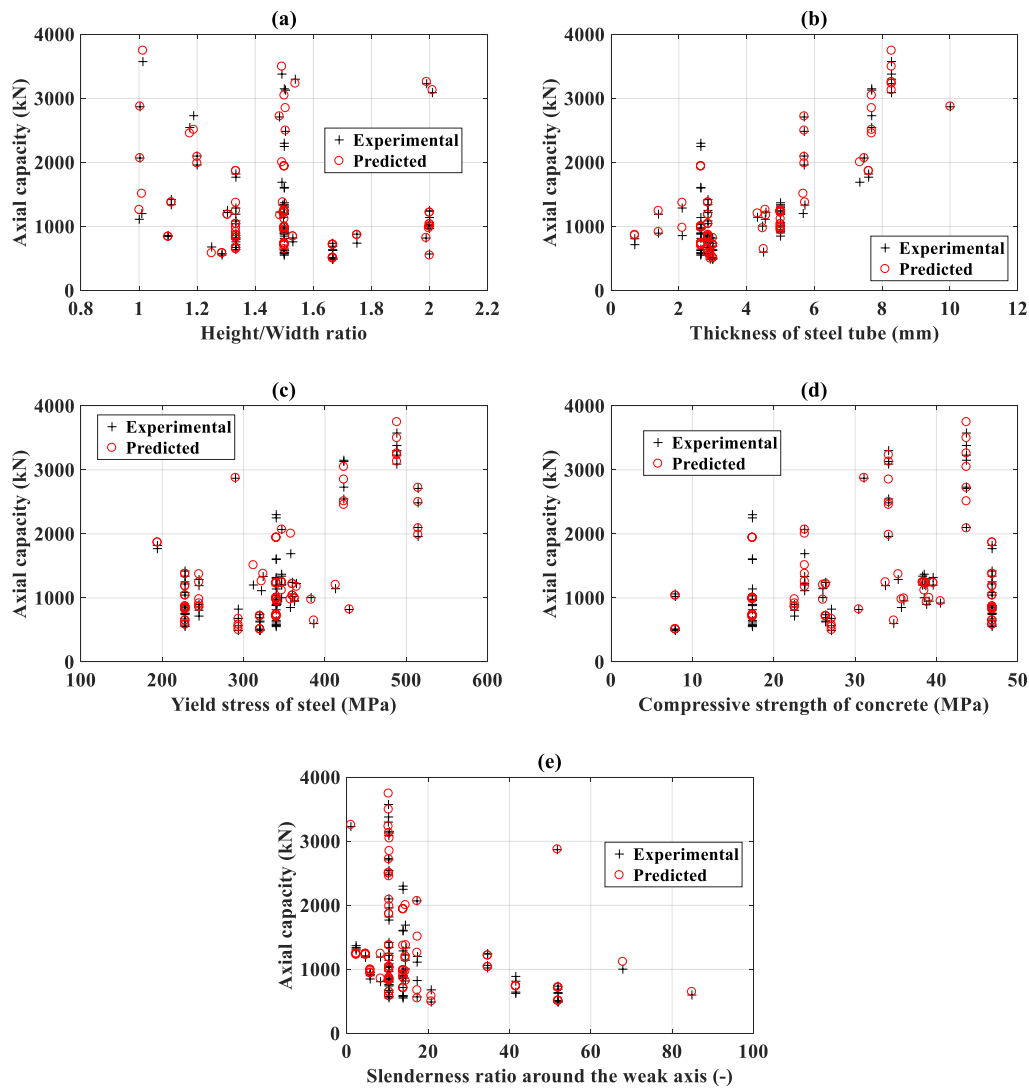 (a)
Axial capacity (kN)
4000
3000
2000
1000
0
Experimental
Predicted
0.8 1 1.2 1.4 1.6 1.8 2 2.2
Height/Width ratio
(b)
Axial capacity (kN)
4000
3000
2000
1000
0
Experimental
Predicted
0 2 4 6 8 10 12
Thickness of steel tube (mm)
(c)
Axial capacity (kN)
4000
3000
2000
1000
0
Experimental
Predicted
100 200 300 400 500 600
Yield stress of steel (MPa)
(d)
Axial capacity (kN)
4000
3000
2000
1000
0
Experimental
Predicted
0 10 20 30 40 50
Compressive strength of concrete (MPa)
(e)
Axial capacity (kN)
4000
3000
2000
1000
0
Experimental
Predicted
0 20 40 60 80 100
Slenderness ratio around the weak axis (-)